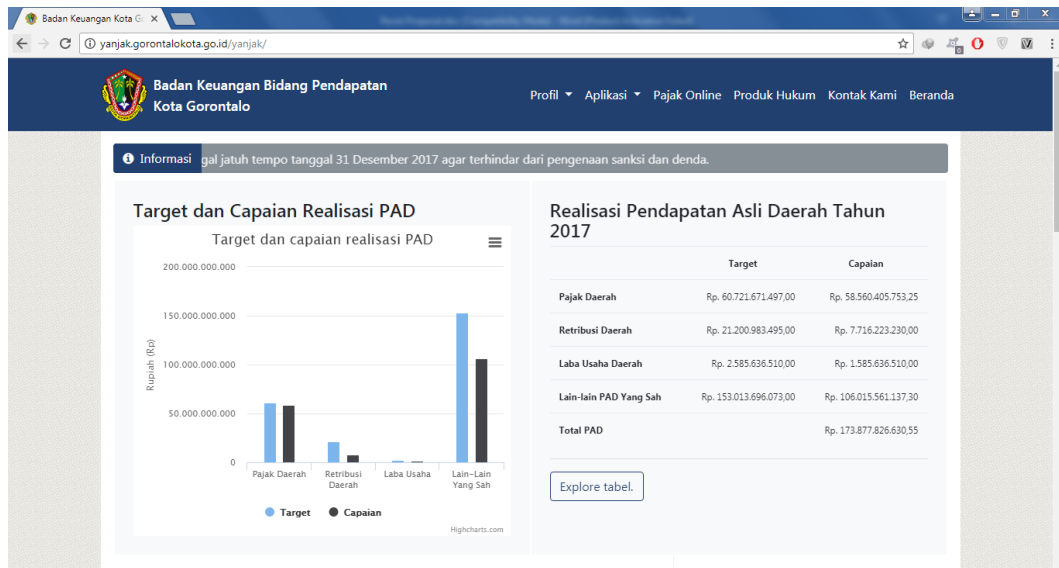 Badan Keuangan Kota G
yanjak.gorontalokota.go.id/yanjak/
0
Badan Keuangan Bidang Pendapatan
Kota Gorontalo
Profil Aplikasi Pajak Online Produk Hukum Kontak Kami Beranda
Informasi gal jatuh tempo tanggal 31 Desember 2017 agar terhindar dari pengenaan sanksi dan denda.
Target dan Capaian Realisasi PAD
Target dan capaian realisasi PAD
Rupiah (Rp)
200.000.000.000
150.000.000.000
100.000.000.000
50.000.000.000
0
Pajak Daerah
Retribusi
Daerah
Laba Usaha
Lain-Lain
Yang Sah
Target Capaian
Highcharts.com
Realisasi Pendapatan Asli Daerah Tahun
2017
Target Capaian
Pajak Daerah Rp. 60.721.671.497,00 Rp. 58.560.405.753,25
Retribusi Daerah Rp. 21.200.983.495,00 Rp. 7.716.223.230,00
Laba Usaha Daerah Rp. 2.585.636.510,00 Rp. 1.585.636.510,00
Lain-lain PAD Yang Sah Rp. 153.013.696.073,00 Rp. 106.015.561.137,30
Total PAD Rp. 173.877.826.630,55
Explore tabel.